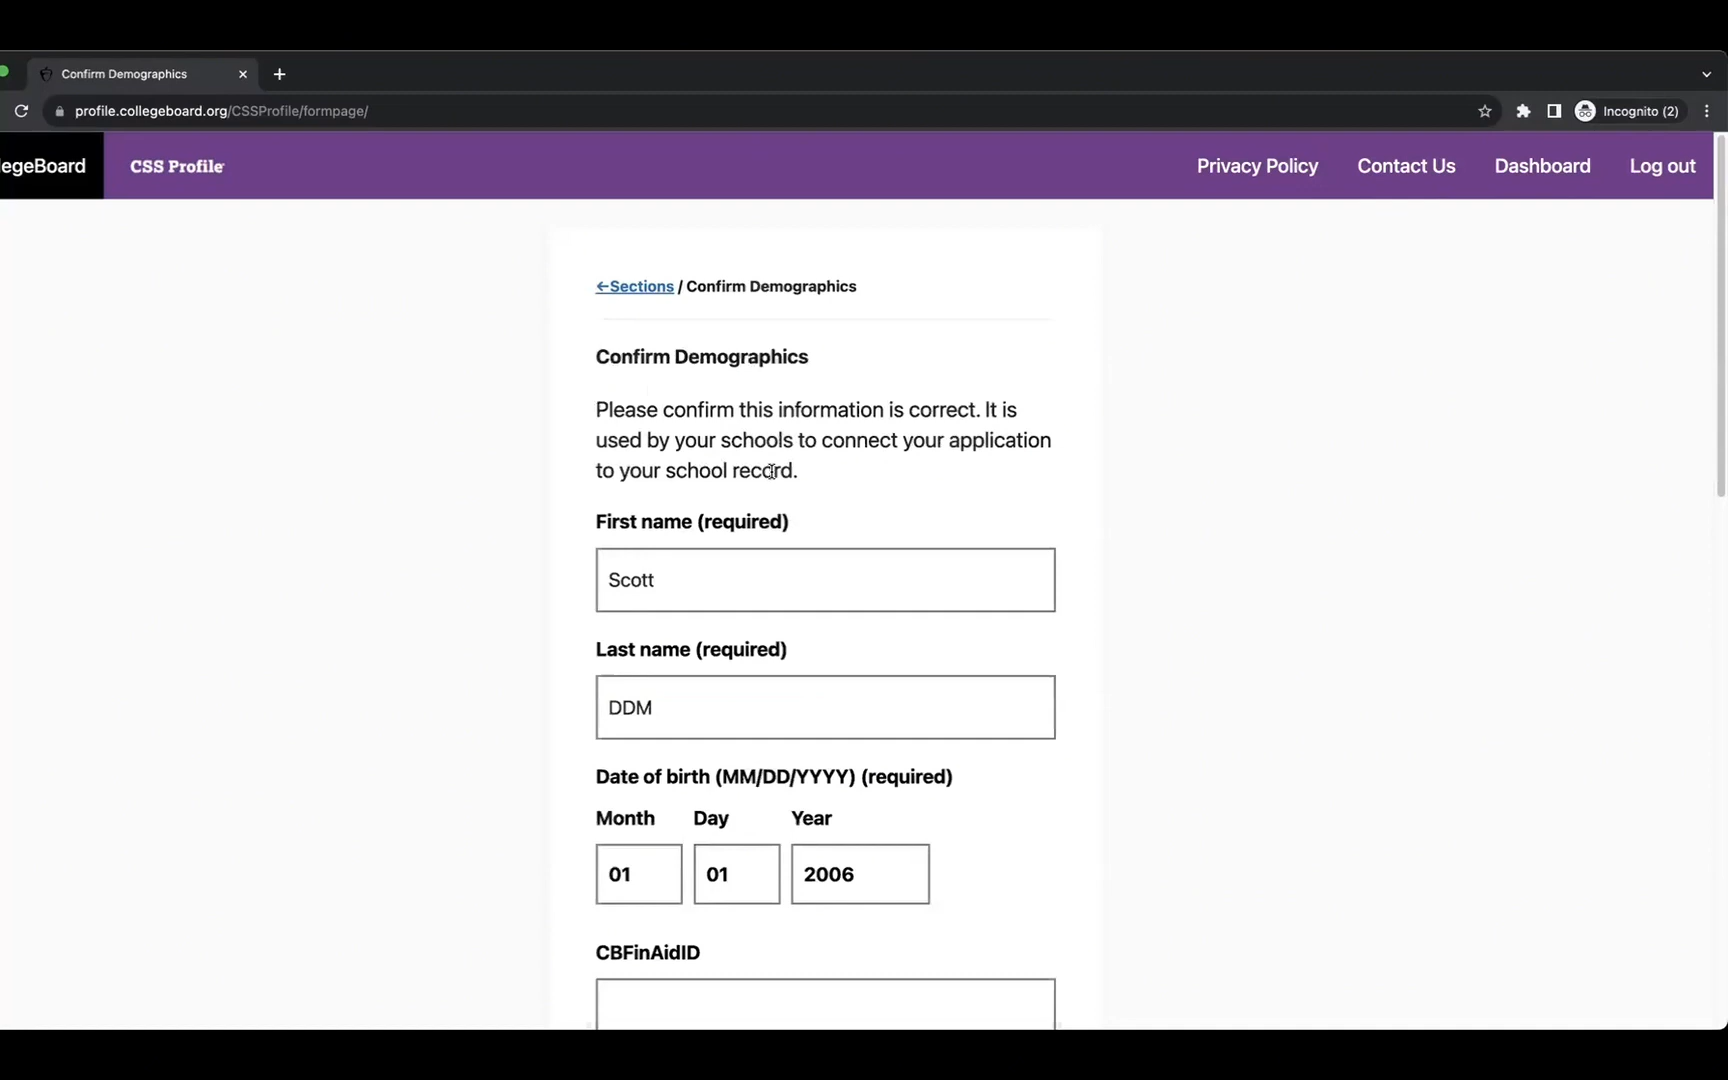 Confirm Demographics
profile.collegeboard.org/CSSProfile/formpage/
Incognito (2)
legeBoard
CSS Profile
Privacy Policy
Contact Us
Dashboard
Log out
←Sections / Confirm Demographics
Confirm Demographics
Please confirm this information is correct. It is
used by your schools to connect your application
to your school record.
First name (required)
Scott
Last name (required)
DDM
Date of birth (MM/DD/YYYY) (required)
Month Day Year
01 01 2006
CBFinAidID